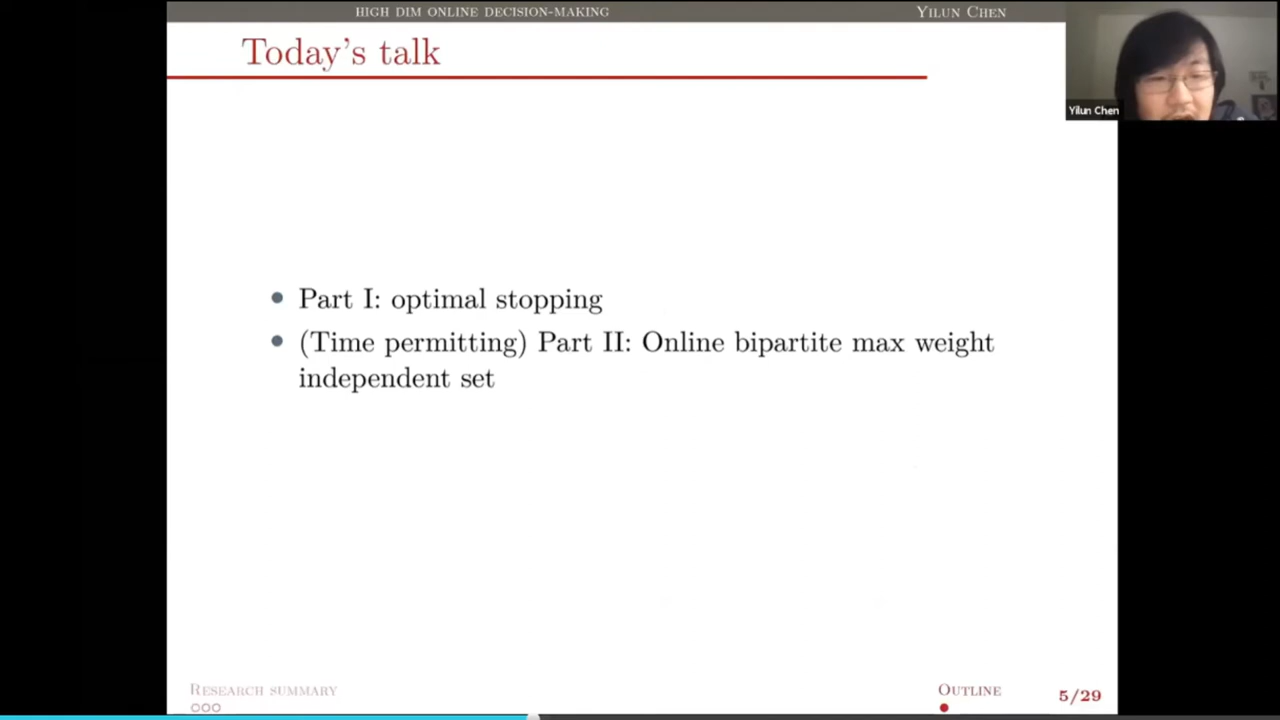 HIGH DIM ONLINE DECISION-MAKING
YILUN CHEN
Today's talk
Yilun Chen
• Part I: optimal stopping
• (Time permitting) Part II: Online bipartite max weight
independent set
RESEARCH SUMMARY
OUTLINE
5/29